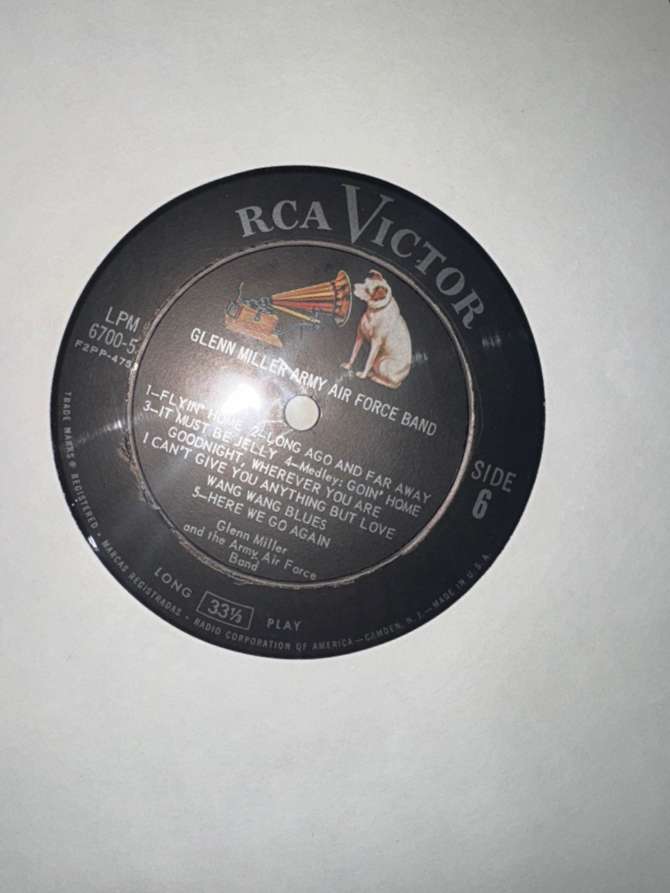 RCA VICTOR
LPM
6700-5
F2PP-475
GLENN MILLER ARMY AIR FORCE BAND
1—FLYIN' HOME 2—LONG AGO AND FAR AWAY
3—IT MUST BE JELLY 4—Medley: GOIN' HOME
GOODNIGHT, WHEREVER YOU ARE
I CAN'T GIVE YOU ANYTHING BUT LOVE
WANG WANG BLUES
5—HERE WE GO AGAIN
Glenn Miller
and the Army Air Force
Band
SIDE
6
LONG 33⅓ PLAY
TRADE MARKS ® REGISTERED • MARCAS REGISTRADAS • RADIO CORPORATION OF AMERICA—CAMDEN, N.J.—MADE IN U.S.A.